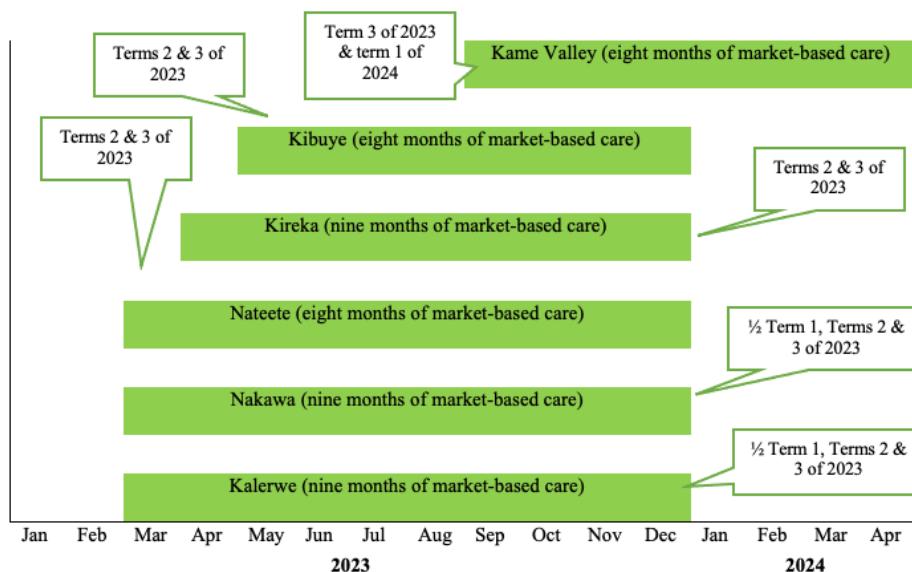 Term 3 of 2023
& term 1 of
2024
Kame Valley (eight months of market-based care)
Terms 2 & 3 of
2023
Kibuye (eight months of market-based care)
Terms 2 & 3 of
2023
Terms 2 & 3 of
2023
Kireka (nine months of market-based care)
Nateete (eight months of market-based care)
½ Term 1, Terms 2 &
3 of 2023
Nakawa (nine months of market-based care)
½ Term 1, Terms 2 &
3 of 2023
Kalerwe (nine months of market-based care)
Jan Feb Mar Apr May Jun Jul Aug Sep Oct Nov Dec Jan Feb Mar Apr
2023 2024